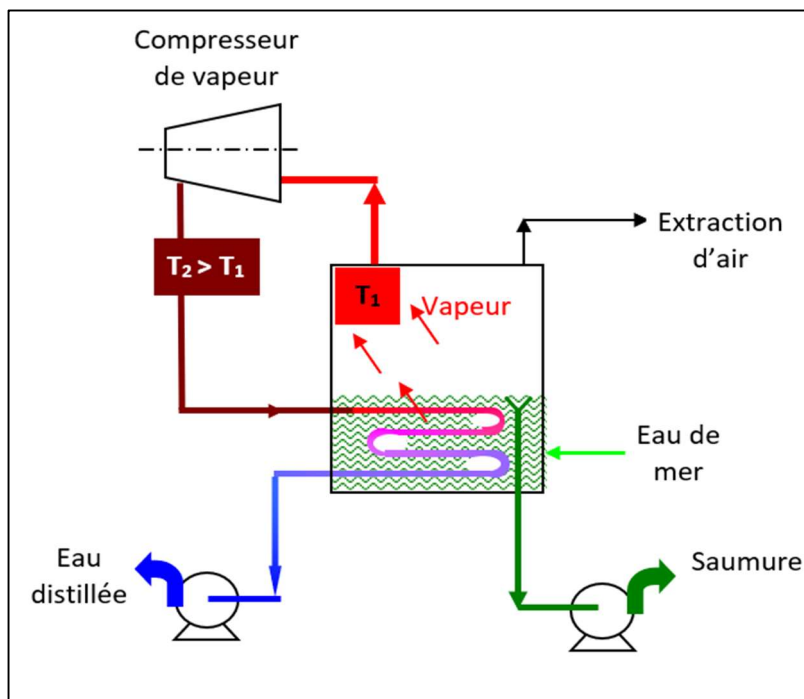 Compresseur
de vapeur
Extraction
d’air
T₂ > T₁
T₁
Vapeur
Eau de
mer
Eau
distillée
Saumure